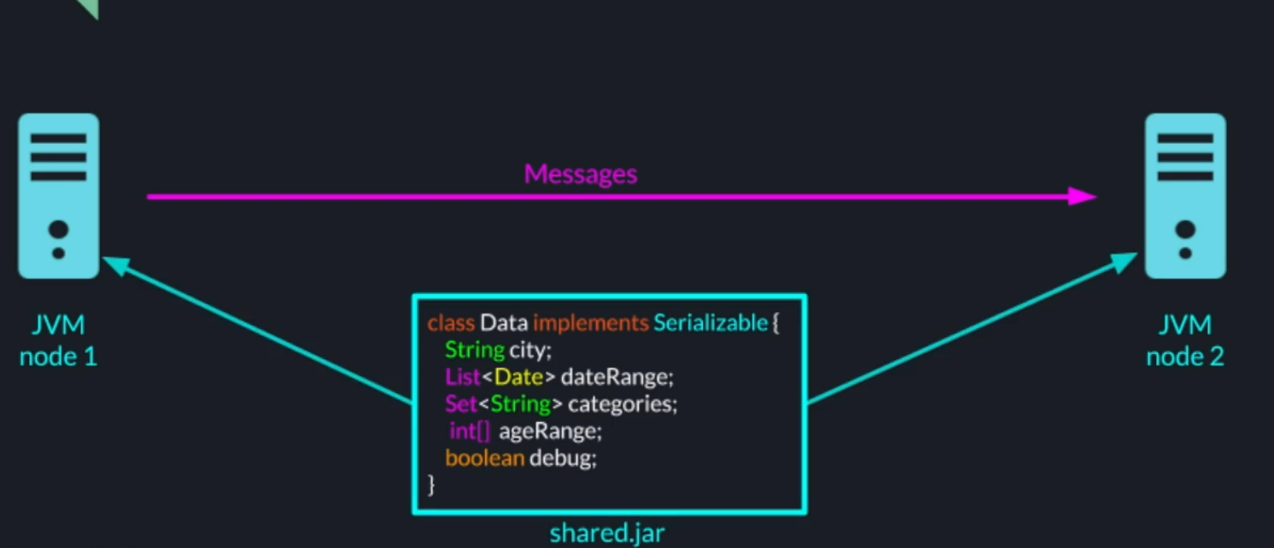 Messages
JVM
node 1
class Data implements Serializable {
String city;
List<Date> dateRange;
Set<String> categories;
int[] ageRange;
boolean debug;
}
shared.jar
JVM
node 2